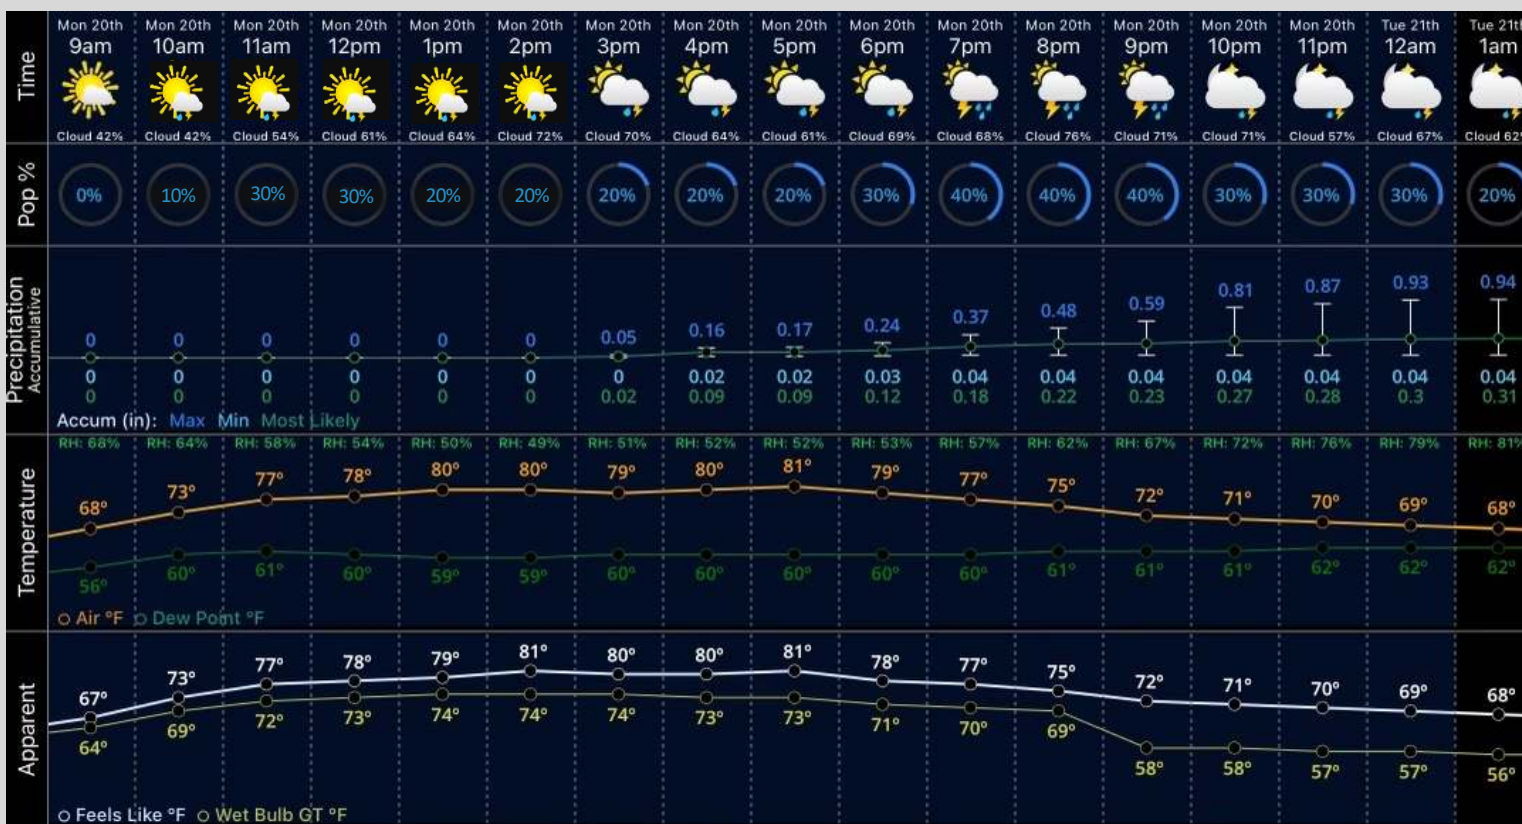 Time
Mon 20th Mon 20th Mon 20th Mon 20th Mon 20th Mon 20th Mon 20th Mon 20th Mon 20th Mon 20th Mon 20th Mon 20th Mon 20th Mon 20th Mon 20th Tue 21th Tue 21th
9am 10am 11am 12pm 1pm 2pm 3pm 4pm 5pm 6pm 7pm 8pm 9pm 10pm 11pm 12am 1am
Cloud 42% Cloud 42% Cloud 54% Cloud 61% Cloud 64% Cloud 72% Cloud 70% Cloud 64% Cloud 61% Cloud 69% Cloud 68% Cloud 76% Cloud 71% Cloud 71% Cloud 57% Cloud 67% Cloud 62%
Pop %
0% 10% 30% 30% 20% 20% 20% 20% 20% 30% 40% 40% 40% 30% 30% 30% 20%
Precipitation
Accumulative
0 0 0 0 0 0 0.05 0.16 0.17 0.24 0.37 0.48 0.59 0.81 0.87 0.93 0.94
0 0 0 0 0 0 0 0.02 0.02 0.03 0.04 0.04 0.04 0.04 0.04 0.04 0.04
0 0 0 0 0 0 0.02 0.09 0.09 0.12 0.18 0.22 0.23 0.27 0.28 0.3 0.31
Accum (in): Max Min Most Likely
Temperature
RH: 68% RH: 64% RH: 58% RH: 54% RH: 50% RH: 49% RH: 51% RH: 52% RH: 52% RH: 53% RH: 57% RH: 62% RH: 67% RH: 72% RH: 76% RH: 79% RH: 81%
68° 73° 77° 78° 80° 80° 79° 80° 81° 79° 77° 75° 72° 71° 70° 69° 68°
56° 60° 61° 60° 59° 59° 60° 60° 60° 60° 60° 61° 61° 61° 62° 62° 62°
Air °F Dew Point °F
Apparent
67° 73° 77° 78° 79° 81° 80° 80° 81° 78° 77° 75° 72° 71° 70° 69° 68°
64° 69° 72° 73° 74° 74° 74° 73° 73° 71° 70° 69° 58° 58° 57° 57° 56°
Feels Like °F Wet Bulb GT °F